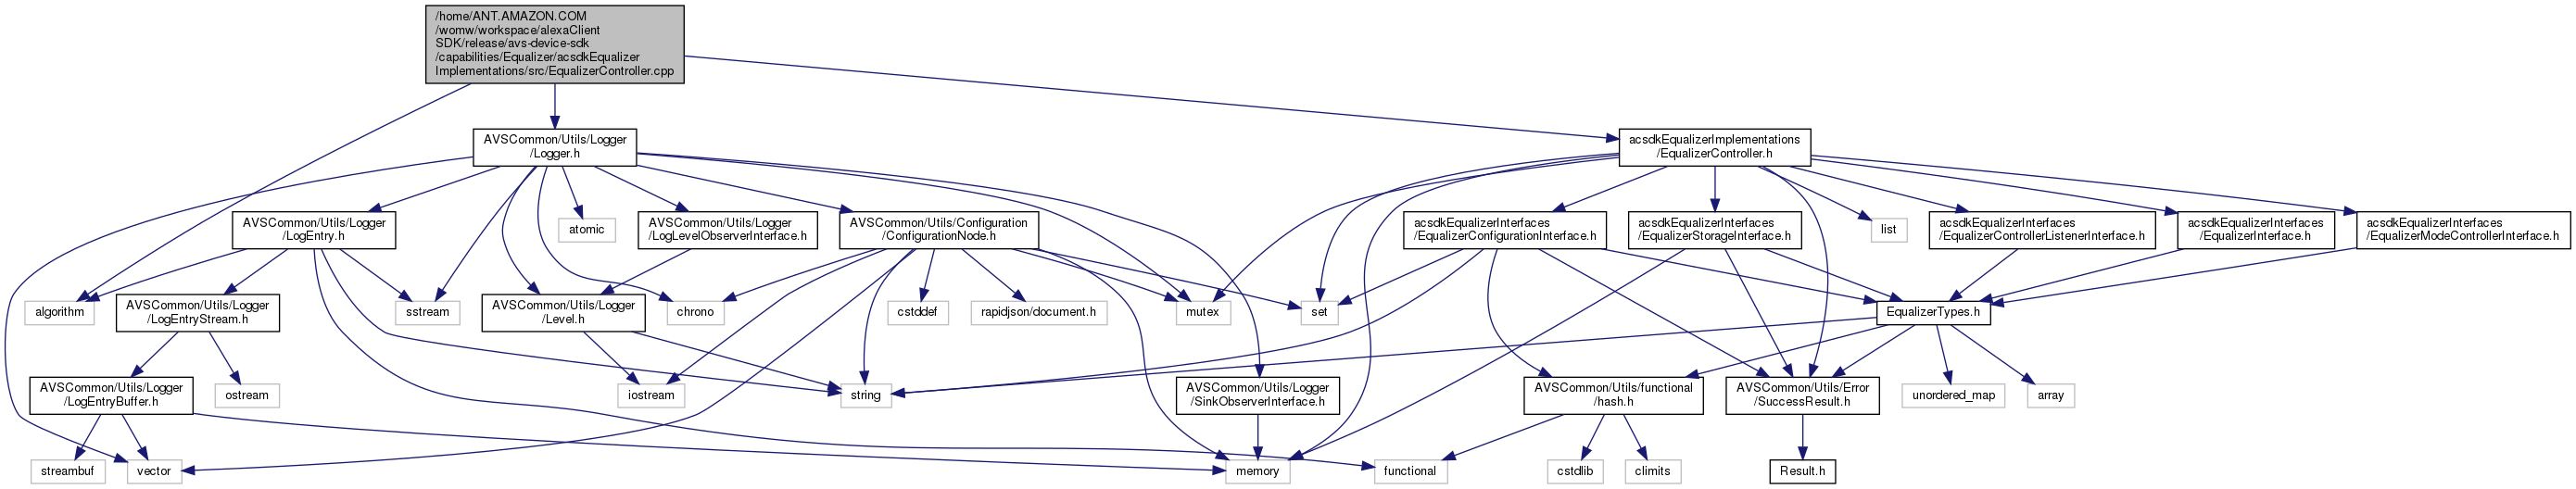 /home/ANT.AMAZON.COM
/womw/workspace/alexaClient
SDK/release/avs-device-sdk
/capabilities/Equalizer/acsdkEqualizer
Implementations/src/EqualizerController.cpp
AVSCommon/Utils/Logger
/Logger.h
acsdkEqualizerImplementations
/EqualizerController.h
AVSCommon/Utils/Logger
/LogEntry.h
atomic
AVSCommon/Utils/Logger
/LogLevelObserverInterface.h
AVSCommon/Utils/Configuration
/ConfigurationNode.h
acsdkEqualizerInterfaces
/EqualizerConfigurationInterface.h
acsdkEqualizerInterfaces
/EqualizerStorageInterface.h
list
acsdkEqualizerInterfaces
/EqualizerControllerListenerInterface.h
acsdkEqualizerInterfaces
/EqualizerInterface.h
acsdkEqualizerInterfaces
/EqualizerModeControllerInterface.h
algorithm
AVSCommon/Utils/Logger
/LogEntryStream.h
sstream
AVSCommon/Utils/Logger
/Level.h
chrono
cstddef
rapidjson/document.h
mutex
set
EqualizerTypes.h
AVSCommon/Utils/Logger
/LogEntryBuffer.h
ostream
iostream
string
AVSCommon/Utils/Logger
/SinkObserverInterface.h
AVSCommon/Utils/functional
/hash.h
AVSCommon/Utils/Error
/SuccessResult.h
unordered_map
array
streambuf
vector
memory
functional
cstdlib
climits
Result.h